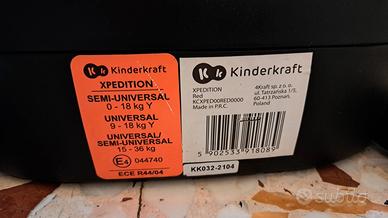 Kinderkraft
XPEDITION
SEMI-UNIVERSAL
0 - 18 kg Y
UNIVERSAL
9 - 18 kg Y
UNIVERSAL/
SEMI-UNIVERSAL
15 - 36 kg
E4 044740
ECE R44/04
Kinderkraft
XPEDITION
Red
KCXPED00RED0000
Made in P.R.C.
4Kraft sp. z o. o.
ul. Tatrzańska 1/5,
60-413 Poznań,
Poland
5 902533 918089
KK032-2104
subito